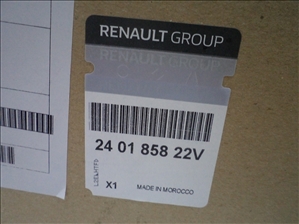 RENAULT GROUP
24 01 858 22V
X1
MADE IN MOROCCO